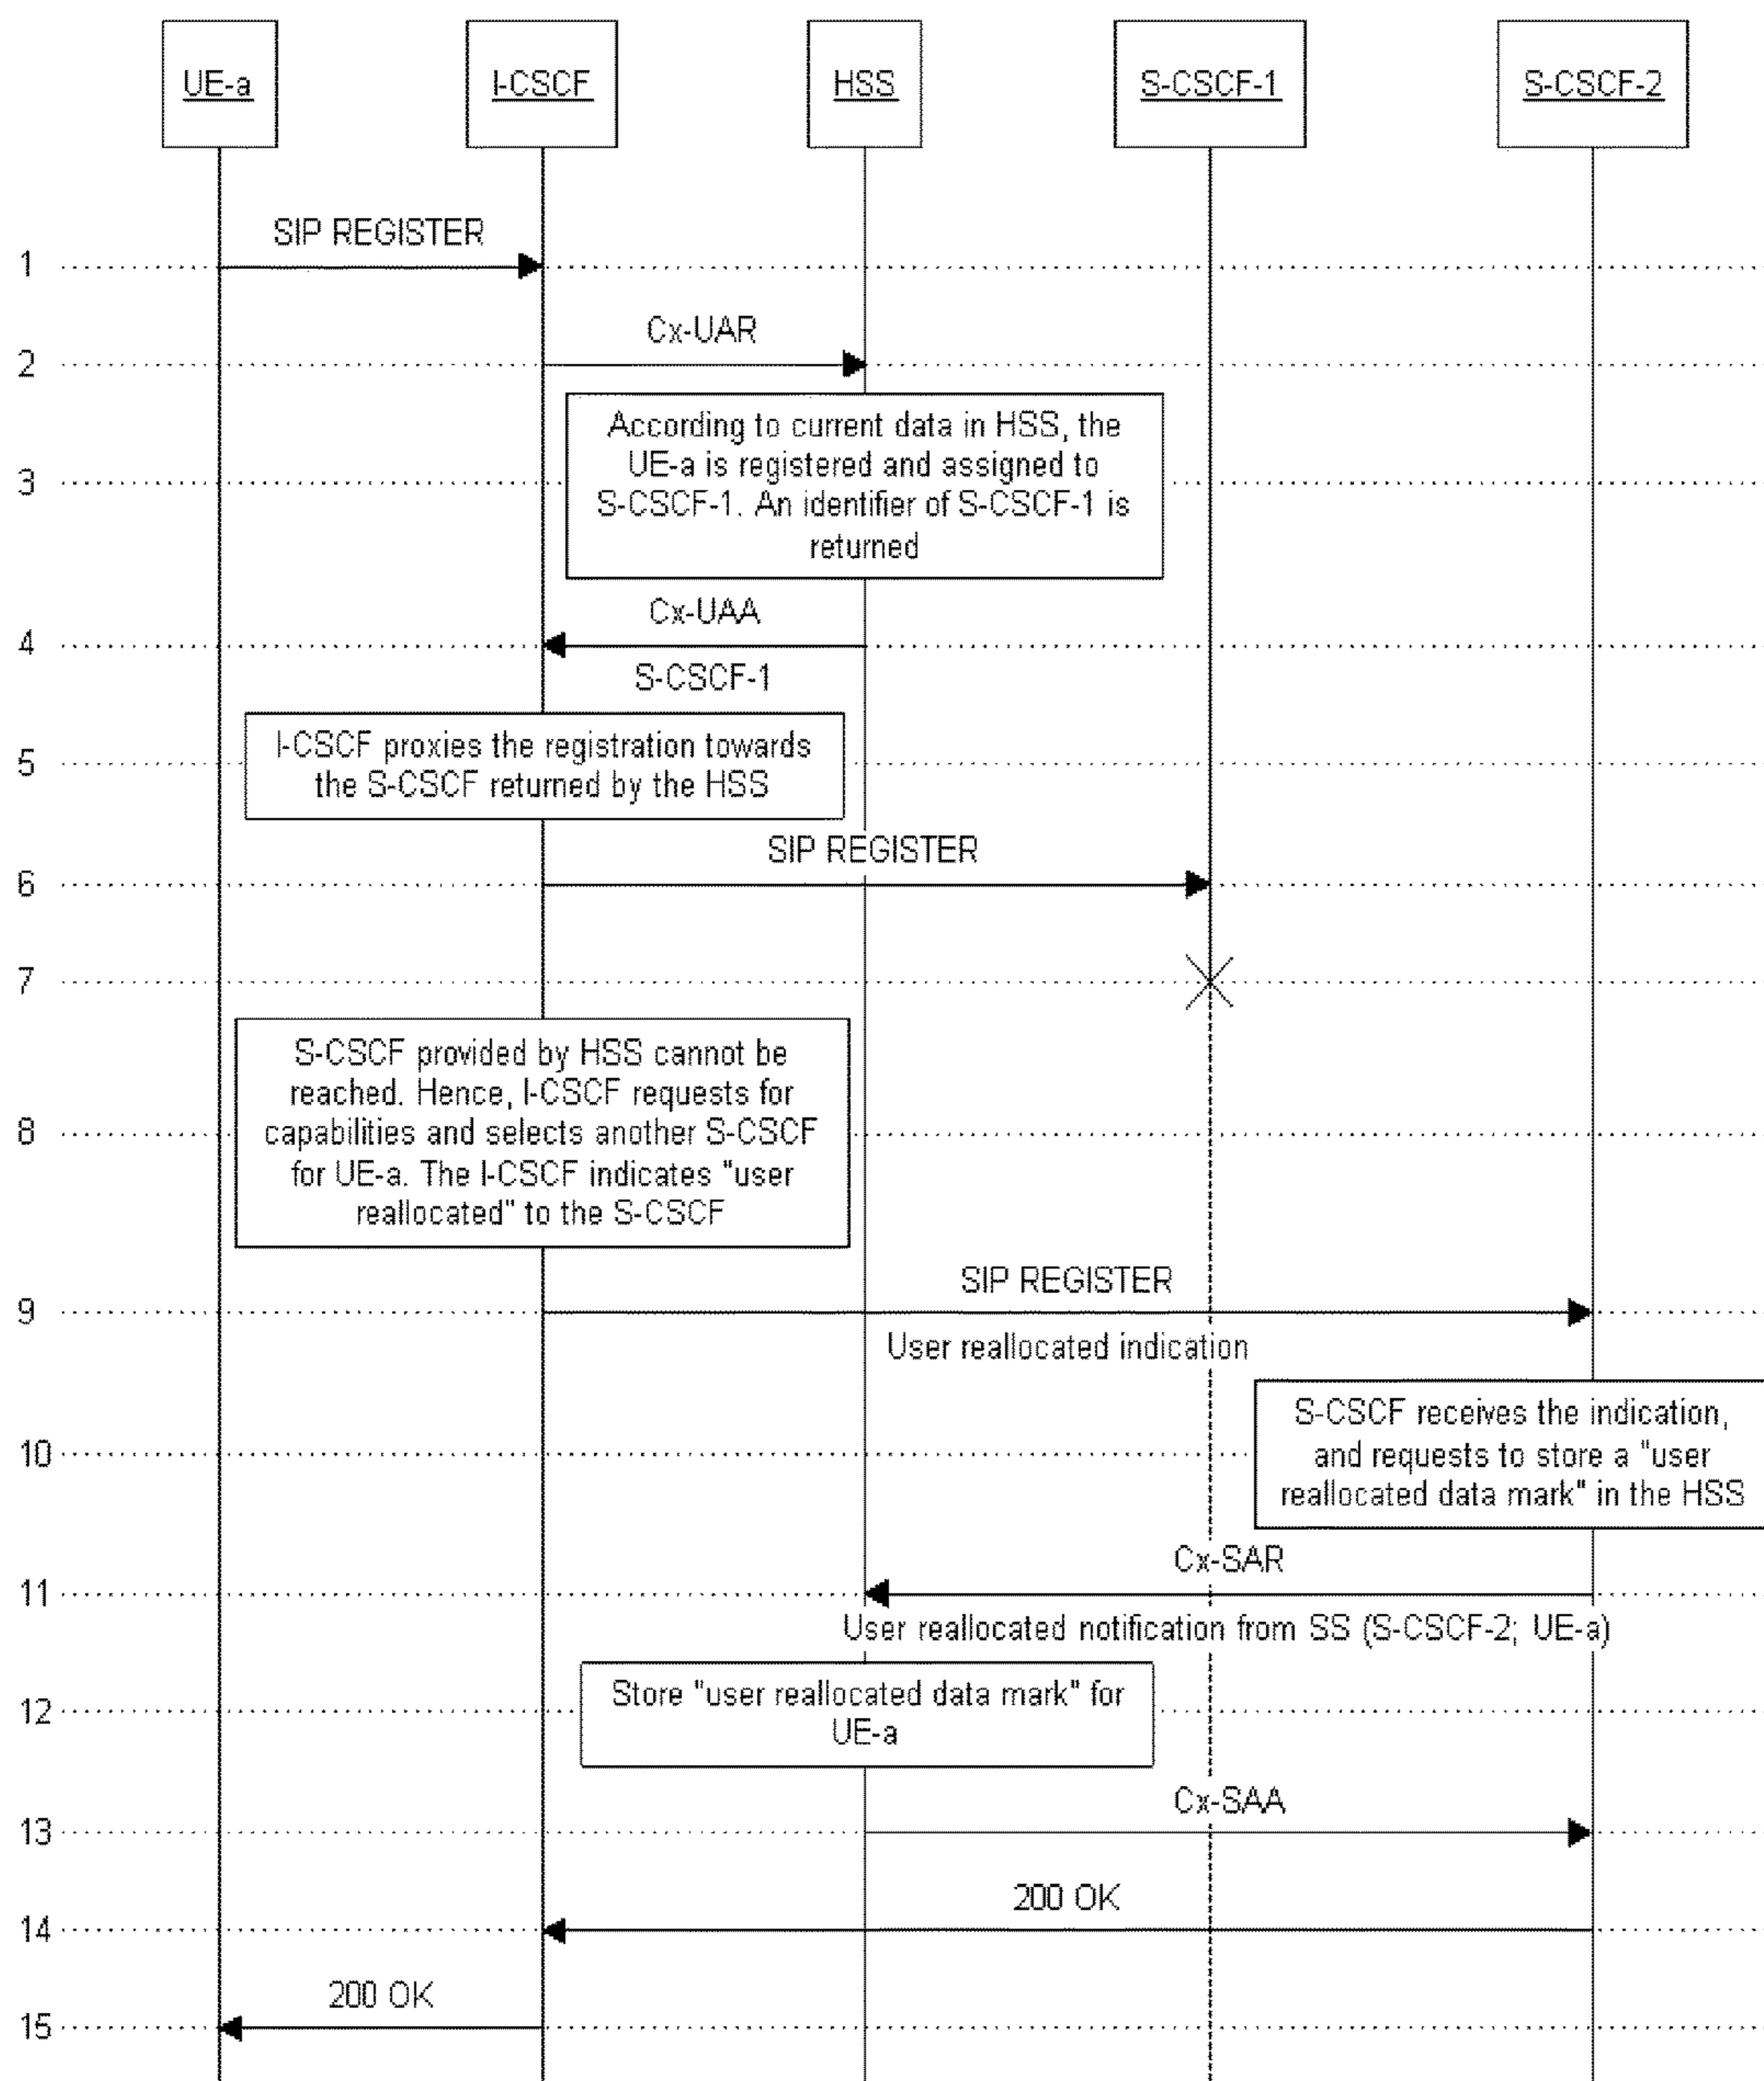 UE-a
I-CSCF
HSS
S-CSCF-1
S-CSCF-2
SIP REGISTER
1
Cx-UAR
2
According to current data in HSS, the
UE-a is registered and assigned to
S-CSCF-1. An identifier of S-CSCF-1 is
returned
3
Cx-UAA
4
S-CSCF-1
I-CSCF proxies the registration towards
the S-CSCF returned by the HSS
5
SIP REGISTER
6
7
S-CSCF provided by HSS cannot be
reached. Hence, I-CSCF requests for
capabilities and selects another S-CSCF
for UE-a. The I-CSCF indicates "user
reallocated" to the S-CSCF
8
SIP REGISTER
9
User reallocated indication
S-CSCF receives the indication,
and requests to store a "user
reallocated data mark" in the HSS
10
Cx-SAR
11
User reallocated notification from SS (S-CSCF-2; UE-a)
Store "user reallocated data mark" for
UE-a
12
Cx-SAA
13
200 OK
14
200 OK
15